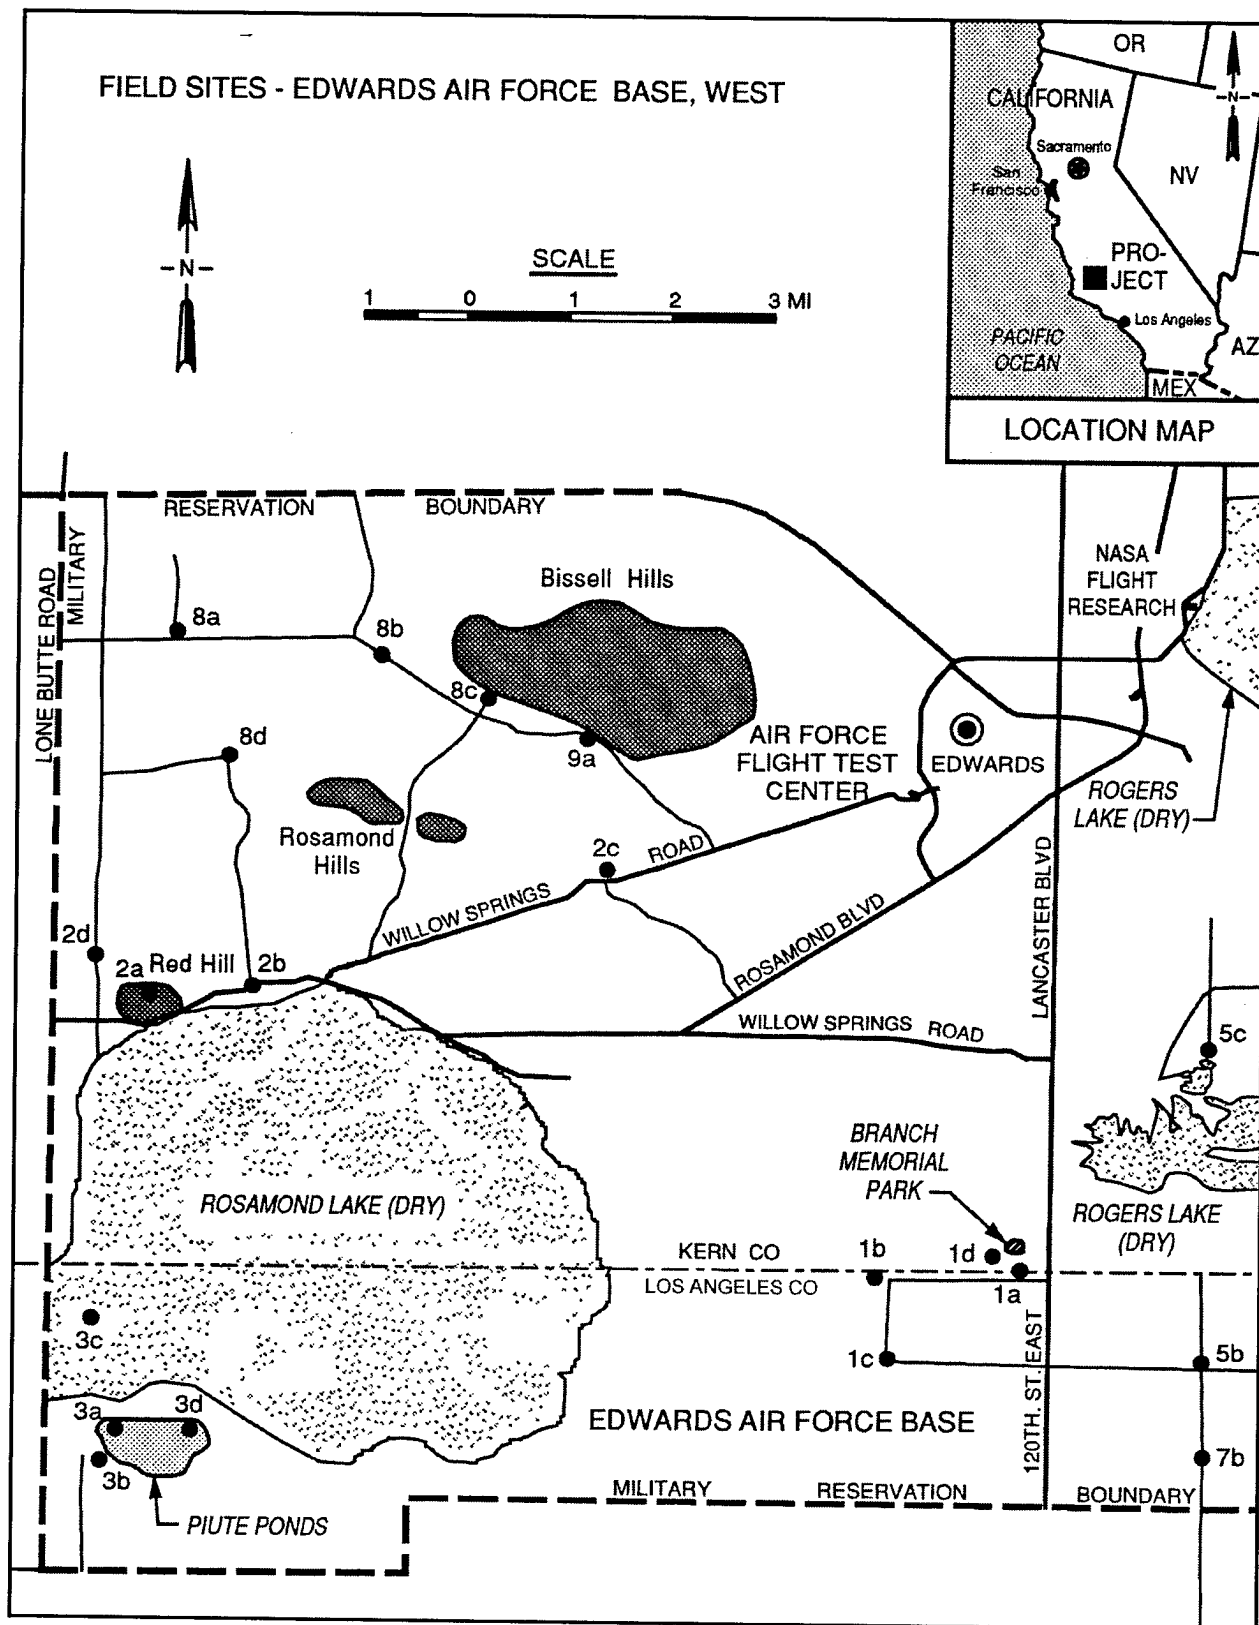 FIELD SITES - EDWARDS AIR FORCE BASE, WEST
N
SCALE
1 0 1 2 3 MI
OR
N
CALIFORNIA
Sacramento
San
Francisco
NV
PRO-
JECT
Los Angeles
PACIFIC
OCEAN
AZ
MEX
LOCATION MAP
RESERVATION BOUNDARY
MILITARY
LONE BUTTE ROAD
NASA
FLIGHT
RESEARCH
Bissell Hills
8a
8b
8c
8d
9a
AIR FORCE
FLIGHT TEST
CENTER
EDWARDS
ROGERS
LAKE (DRY)
Rosamond
Hills
2c
WILLOW SPRINGS ROAD
ROSAMOND BLVD
LANCASTER BLVD
2d
2a Red Hill 2b
WILLOW SPRINGS ROAD
5c
BRANCH
MEMORIAL
PARK
ROSAMOND LAKE (DRY)
ROGERS LAKE
(DRY)
KERN CO
LOS ANGELES CO
1b
1d
1a
3c
1c
120TH. ST. EAST
5b
3a
3d
EDWARDS AIR FORCE BASE
3b
7b
MILITARY RESERVATION BOUNDARY
PIUTE PONDS